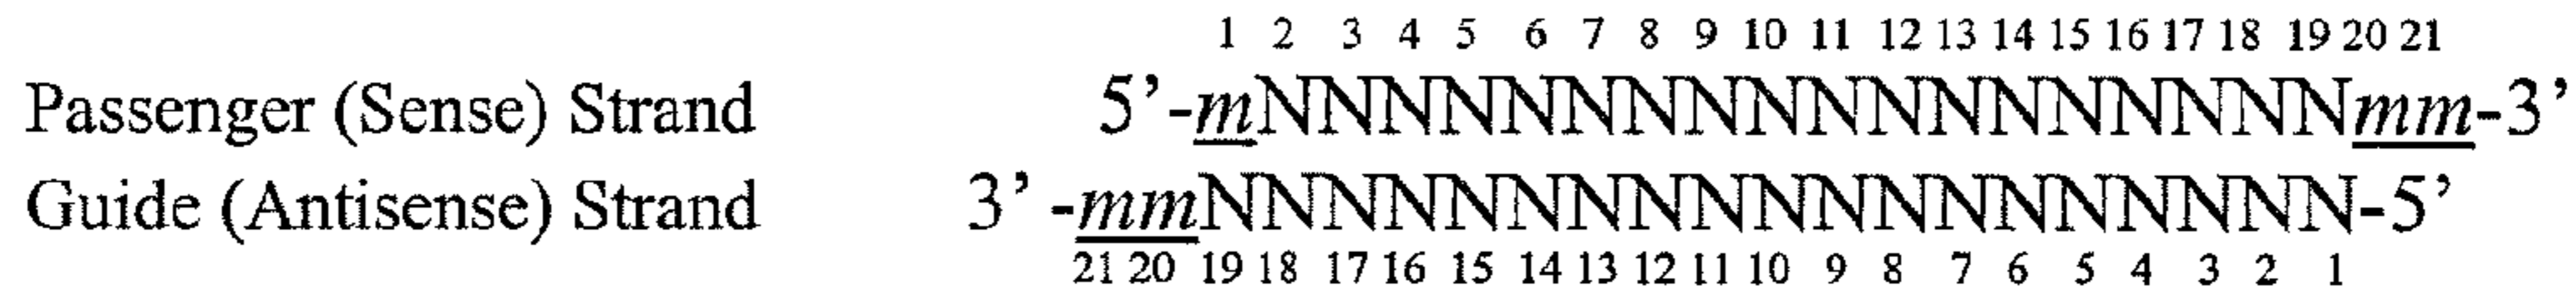 1 2 3 4 5 6 7 8 9 10 11 12 13 14 15 16 17 18 19 20 21
Passenger (Sense) Strand 5’-mNNNNNNNNNNNNNNNNNNmm-3’
Guide (Antisense) Strand 3’-mmNNNNNNNNNNNNNNNNNNN-5’
21 20 19 18 17 16 15 14 13 12 11 10 9 8 7 6 5 4 3 2 1